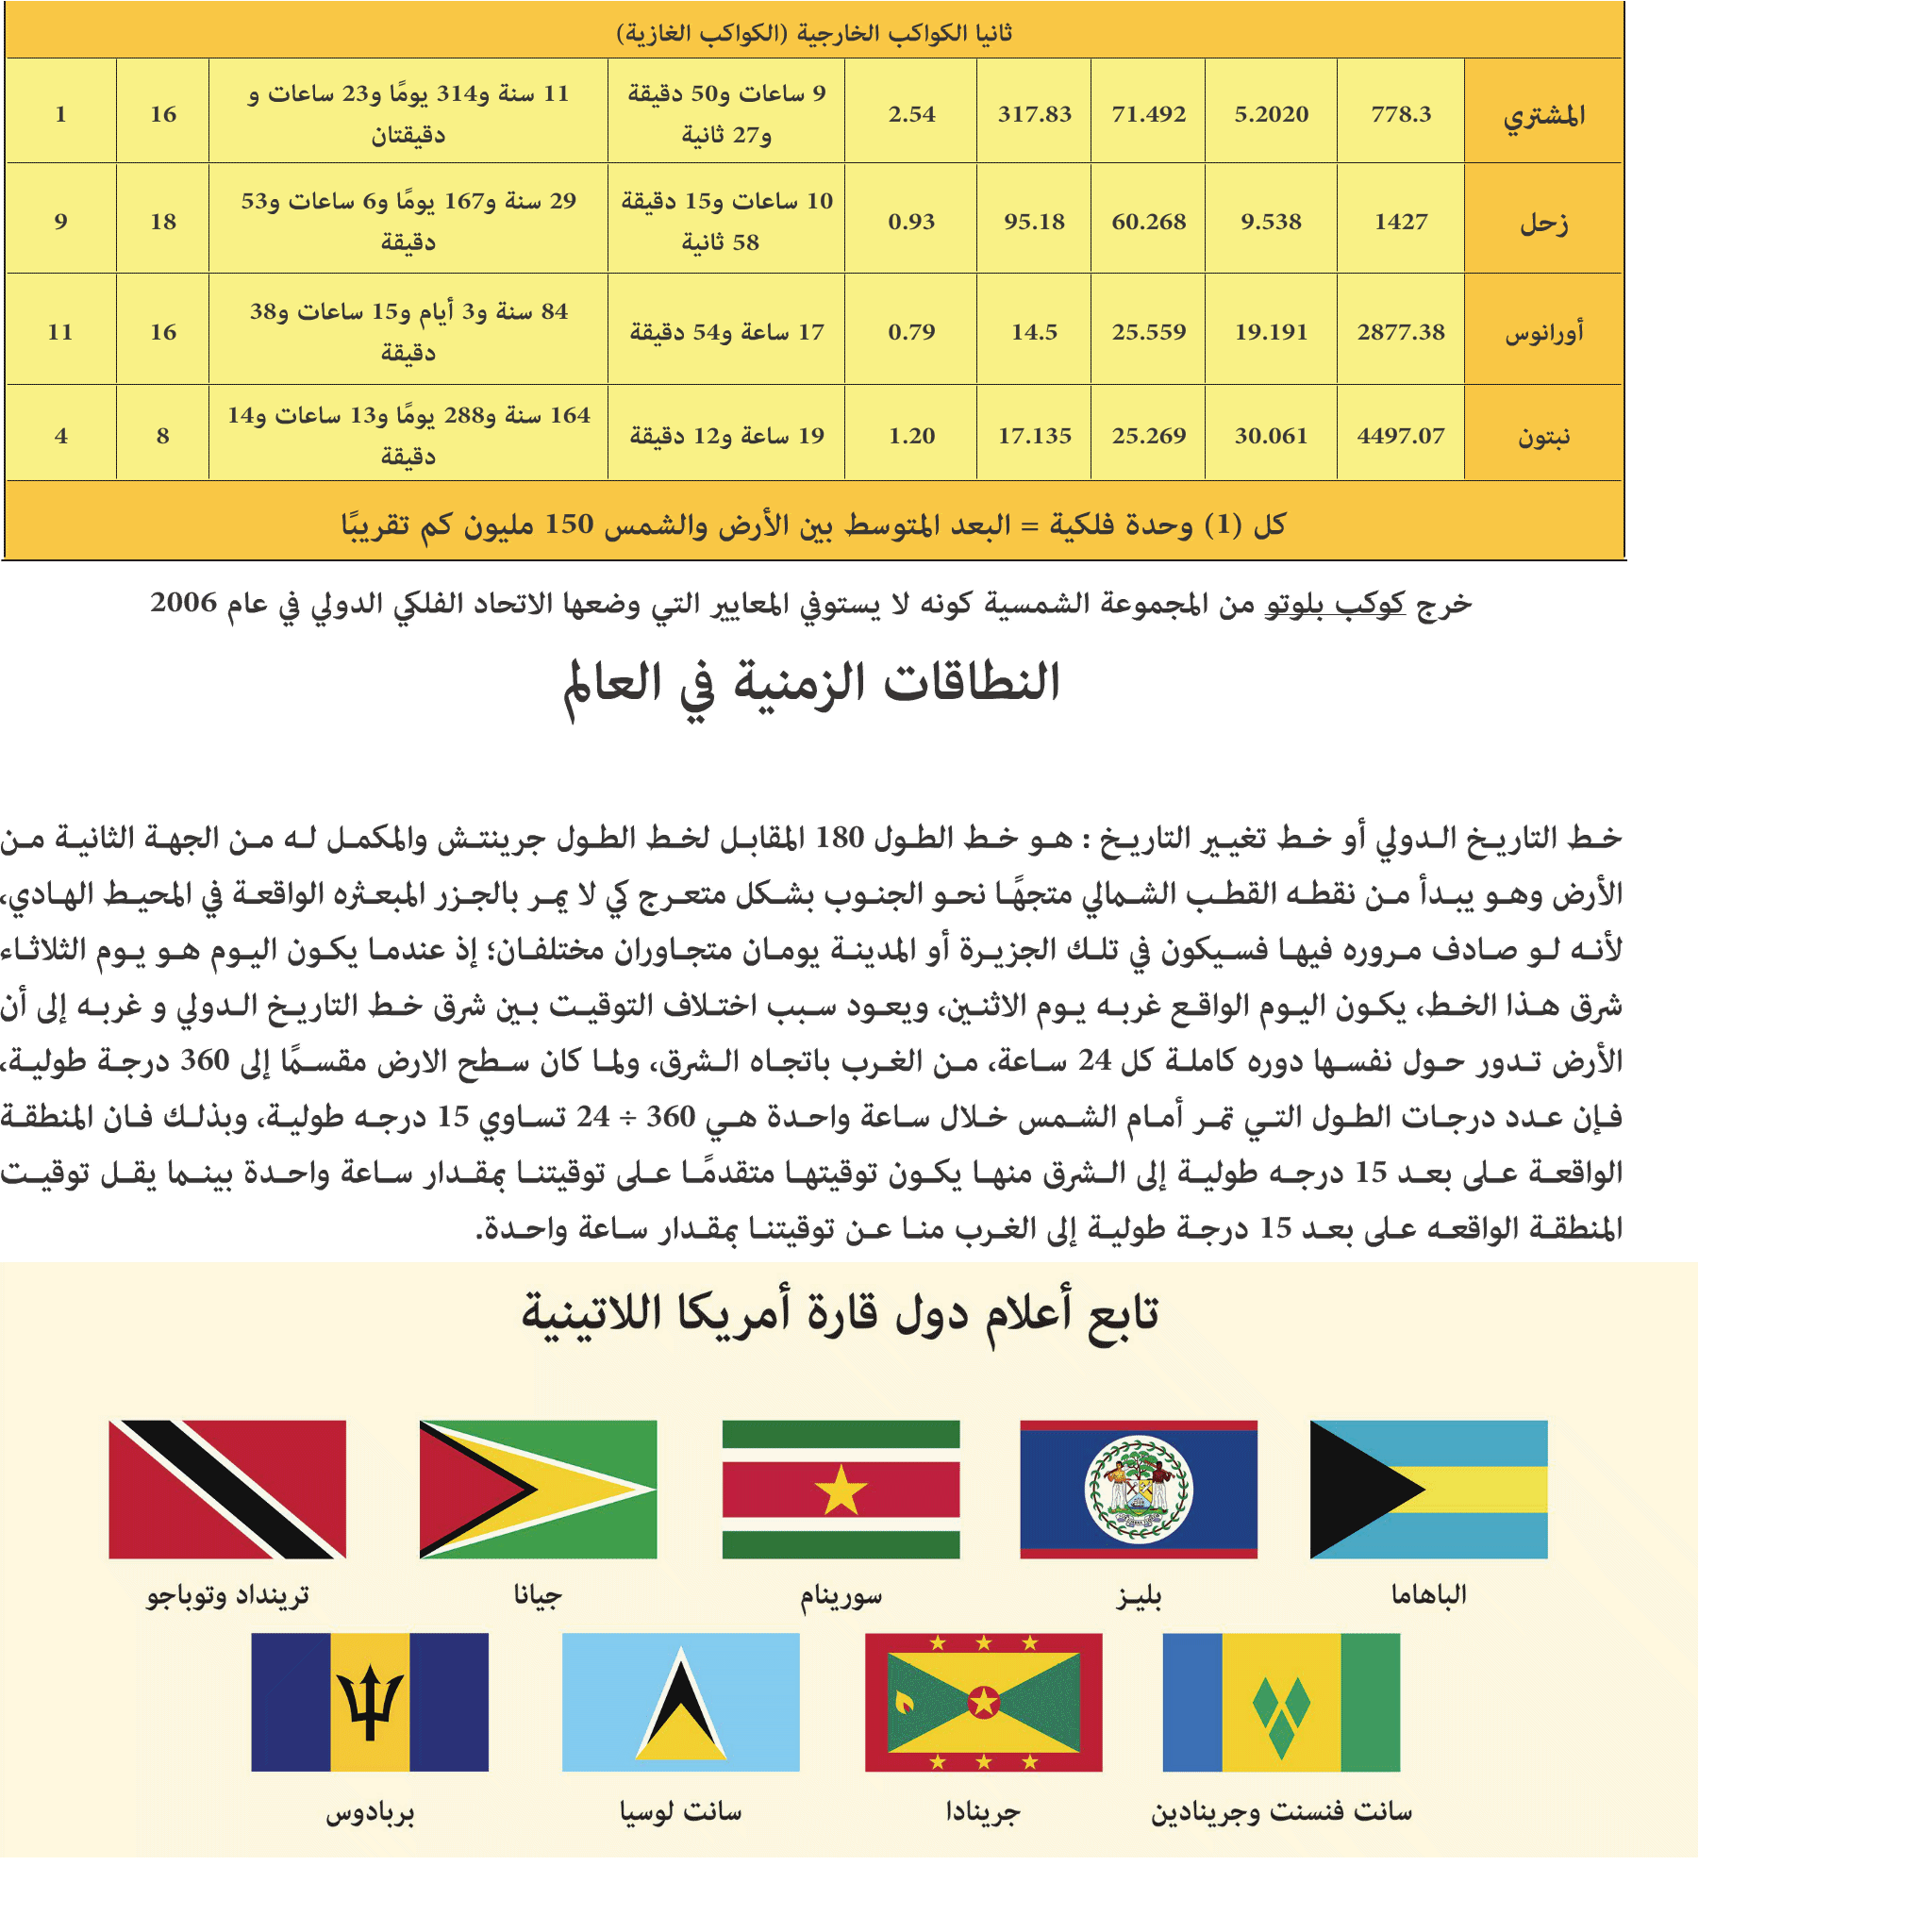 ثانيا الكواكب الخارجية (الكواكب الغازية)
المشتري 778.3 5.2020 71.492 317.83 2.54 9 ساعات و50 دقيقة و27 ثانية 11 سنة و314 يومًا و23 ساعات و دقيقتان 16 1
زحل 1427 9.538 60.268 95.18 0.93 10 ساعات و15 دقيقة 58 ثانية 29 سنة و167 يومًا و6 ساعات و53 دقيقة 18 9
أورانوس 2877.38 19.191 25.559 14.5 0.79 17 ساعة و54 دقيقة 84 سنة و3 أيام و15 ساعات و38 دقيقة 16 11
نبتون 4497.07 30.061 25.269 17.135 1.20 19 ساعة و12 دقيقة 164 سنة و288 يومًا و13 ساعات و14 دقيقة 8 4
كل (1) وحدة فلكية = البعد المتوسط بين الأرض والشمس 150 مليون كم تقريبًا
خرج كوكب بلوتو من المجموعة الشمسية كونه لا يستوفي المعايير التي وضعها الاتحاد الفلكي الدولي في عام 2006
النطاقات الزمنية في العالم
خط التاريخ الدولي أو خط تغيير التاريخ : هو خط الطول 180 المقابل لخط الطول جرينتش والمكمل له من الجهة الثانية من
الأرض وهو يبدأ من نقطه القطب الشمالي متجهًا نحو الجنوب بشكل متعرج كي لا يمر بالجزر المبعثره الواقعة في المحيط الهادي،
لأنه لو صادف مروره فيها فسيكون في تلك الجزيرة أو المدينة يومان متجاوران مختلفان؛ إذ عندما يكون اليوم هو يوم الثلاثاء
شرق هذا الخط، يكون اليوم الواقع غربه يوم الاثنين، ويعود سبب اختلاف التوقيت بين شرق خط التاريخ الدولي و غربه إلى أن
الأرض تدور حول نفسها دوره كاملة كل 24 ساعة، من الغرب باتجاه الشرق، ولما كان سطح الارض مقسمًا إلى 360 درجة طولية،
فإن عدد درجات الطول التي تمر أمام الشمس خلال ساعة واحدة هي 360 ÷ 24 تساوي 15 درجه طولية، وبذلك فان المنطقة
الواقعة على بعد 15 درجه طولية إلى الشرق منها يكون توقيتها متقدمًا على توقيتنا بمقدار ساعة واحدة بينما يقل توقيت
المنطقة الواقعه على بعد 15 درجة طولية إلى الغرب منا عن توقيتنا بمقدار ساعة واحدة.
تابع أعلام دول قارة أمريكا اللاتينية
الباهاما بليز سورينام جيانا ترينداد وتوباجو
سانت فنسنت وجرينادين جرينادا سانت لوسيا بربادوس